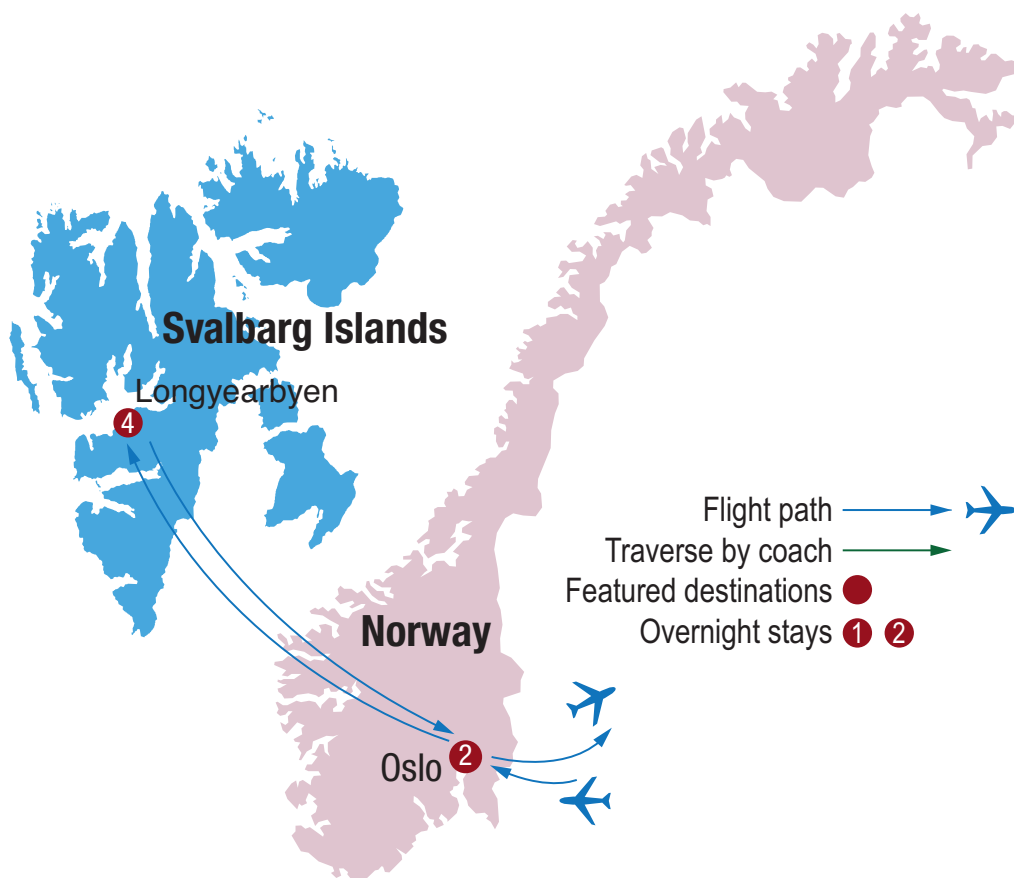 Svalbarg Islands
Longyearbyen
4
Flight path
Traverse by coach
Featured destinations
Overnight stays 1 2
Norway
Oslo 2